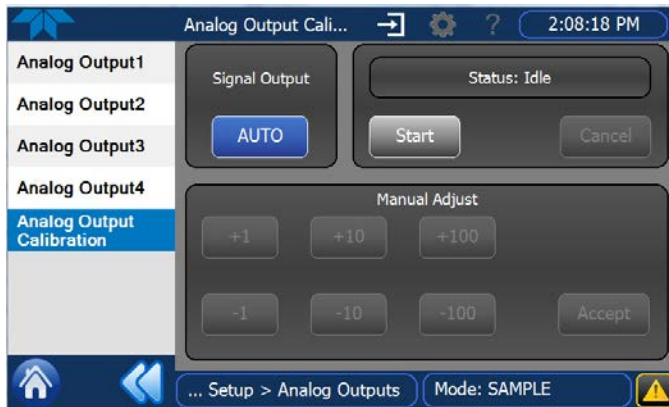 Analog Output Cali... ? 2:08:18 PM
Analog Output1
Analog Output2
Analog Output3
Analog Output4
Analog Output
Calibration
Signal Output
AUTO
Status: Idle
Start
Cancel
Manual Adjust
+1
+10
+100
-1
-10
-100
Accept
... Setup > Analog Outputs
Mode: SAMPLE